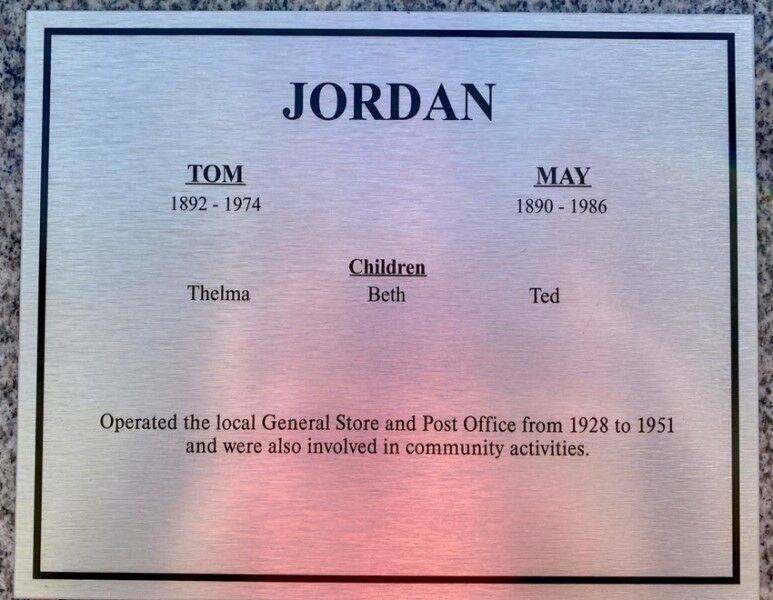 JORDAN
TOM MAY
1892 - 1974 1890 - 1986
Children
Thelma Beth Ted
Operated the local General Store and Post Office from 1928 to 1951
and were also involved in community activities.